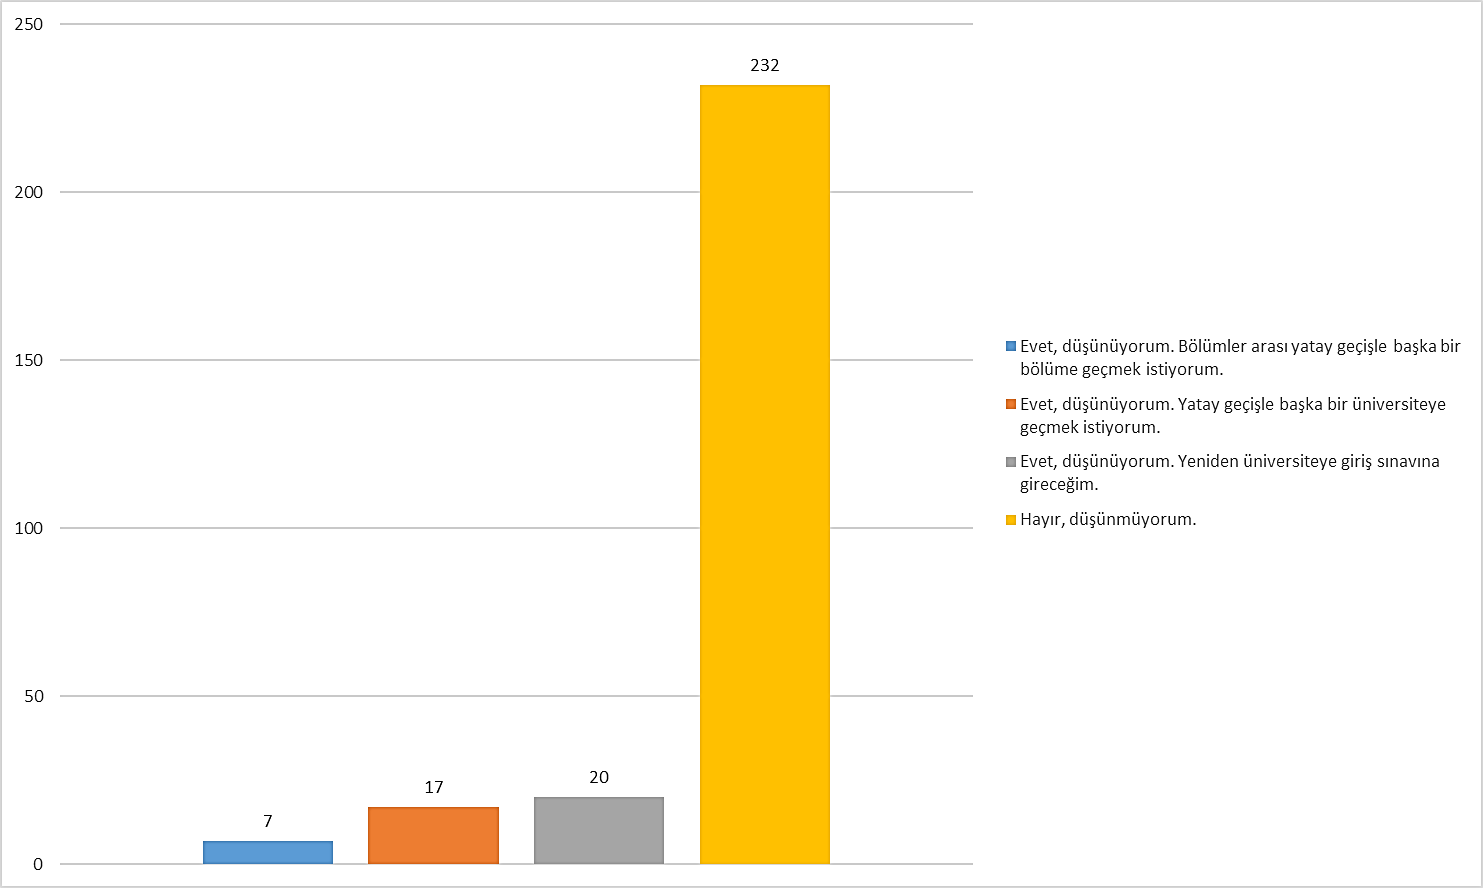 250
232
200
150
100
50
20
17
7
0
Evet, düşünüyorum. Bölümler arası yatay geçişle başka bir
bölüme geçmek istiyorum.
Evet, düşünüyorum. Yatay geçişle başka bir üniversiteye
geçmek istiyorum.
Evet, düşünüyorum. Yeniden üniversiteye giriş sınavına
gireceğim.
Hayır, düşünmüyorum.